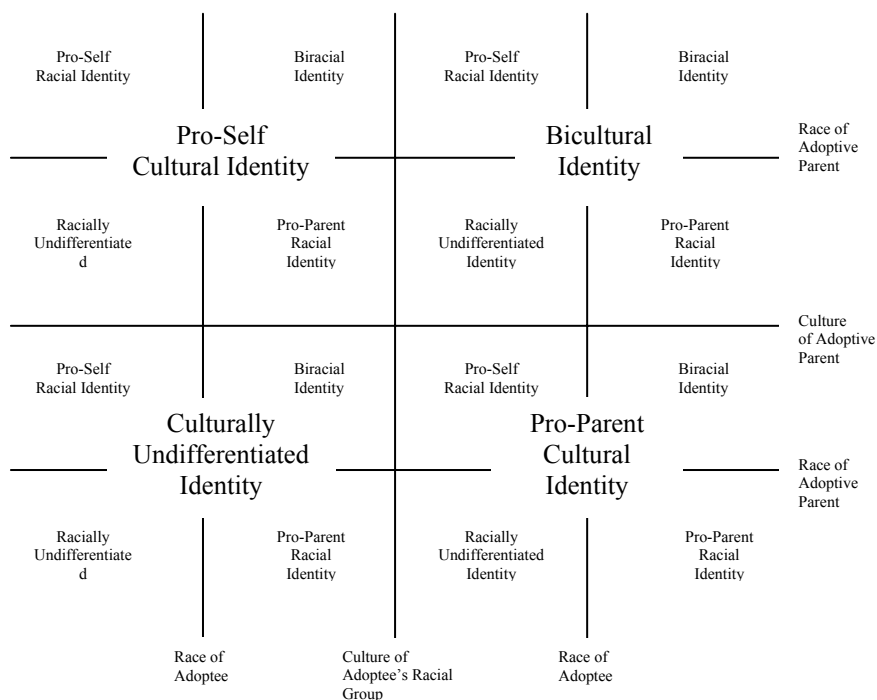 Pro-Self
Racial Identity
Biracial
Identity
Pro-Self
Racial Identity
Biracial
Identity
Pro-Self
Cultural Identity
Bicultural
Identity
Race of
Adoptive
Parent
Racially
Undifferentiate
d
Pro-Parent
Racial
Identity
Racially
Undifferentiated
Identity
Pro-Parent
Racial
Identity
Culture
of Adoptive
Parent
Pro-Self
Racial Identity
Biracial
Identity
Pro-Self
Racial Identity
Biracial
Identity
Culturally
Undifferentiated
Identity
Pro-Parent
Cultural
Identity
Race of
Adoptive
Parent
Racially
Undifferentiate
d
Pro-Parent
Racial
Identity
Racially
Undifferentiated
Identity
Pro-Parent
Racial
Identity
Race of
Adoptee
Culture of
Adoptee's Racial
Group
Race of
Adoptee